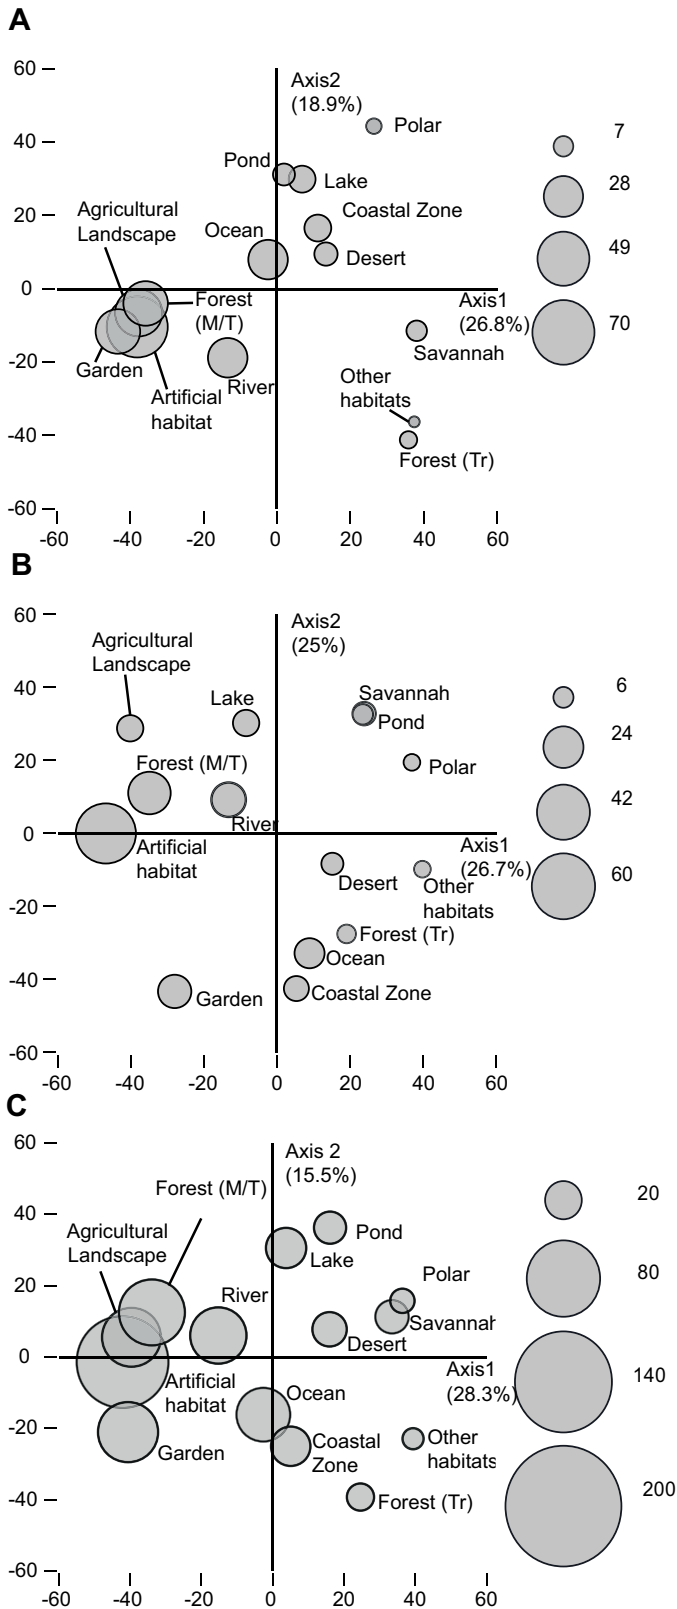 A
60
40
20
0
-20
-40
-60
-60
-40
-20
0
20
40
60
Axis2
(18.9%)
Polar
Pond
Lake
Agricultural
Landscape
Coastal Zone
Ocean
Desert
Forest
(M/T)
Axis1
(26.8%)
Savannah
Garden
River
Artificial
habitat
Other
habitats
Forest (Tr)
7
28
49
70
B
60
40
20
0
-20
-40
-60
-60
-40
-20
0
20
40
60
Axis2
(25%)
Agricultural
Landscape
Lake
Savannah
Pond
Forest (M/T)
Polar
River
Artificial
habitat
Axis1
(26.7%)
Desert
Other
habitats
Forest (Tr)
Ocean
Garden
Coastal Zone
6
24
42
60
C
60
40
20
0
-20
-40
-60
-60
-40
-20
0
20
40
60
Axis 2
(15.5%)
Forest (M/T)
Agricultural
Landscape
Pond
Lake
River
Polar
Savannah
Desert
Axis1
(28.3%)
Artificial
habitat
Ocean
Garden
Coastal
Zone
Other
habitats
Forest (Tr)
20
80
140
200